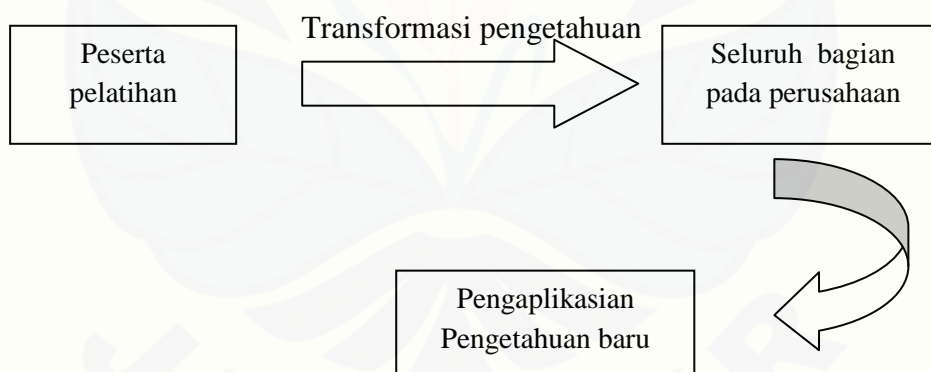 Transformasi pengetahuan
Peserta
pelatihan
Seluruh bagian
pada perusahaan
Pengaplikasian
Pengetahuan baru